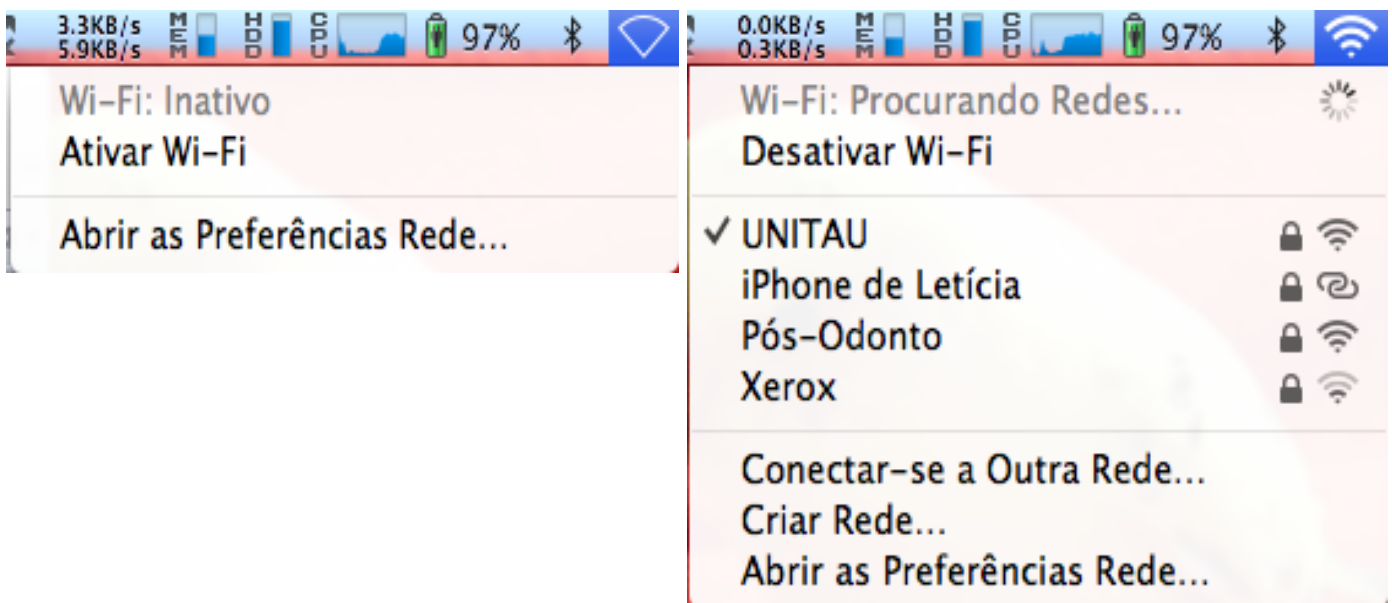 3.3KB/s
5.9KB/s
MEM
HDD
CPU
97%
Wi-Fi: Inativo
Ativar Wi-Fi
Abrir as Preferências Rede...
0.0KB/s
0.3KB/s
MEM
HDD
CPU
97%
Wi-Fi: Procurando Redes...
Desativar Wi-Fi
UNITAU
iPhone de Letícia
Pós-Odonto
Xerox
Conectar-se a Outra Rede...
Criar Rede...
Abrir as Preferências Rede...